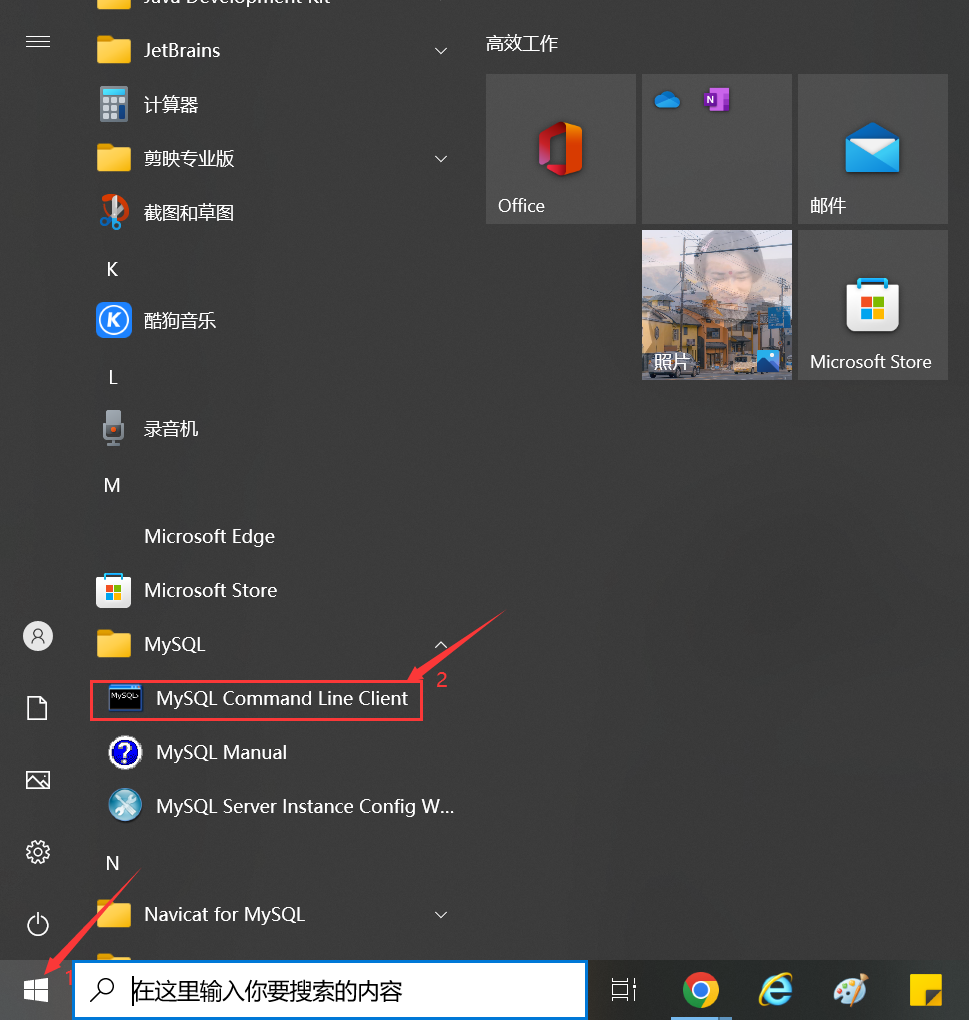 Java Development Kit
JetBrains
计算器
剪映专业版
截图和草图
K
酷狗音乐
L
录音机
M
Microsoft Edge
Microsoft Store
MySQL
MySQL Command Line Client
2
MySQL Manual
MySQL Server Instance Config W...
N
Navicat for MySQL
1
在这里输入你要搜索的内容
高效工作
Office
邮件
照片
Microsoft Store